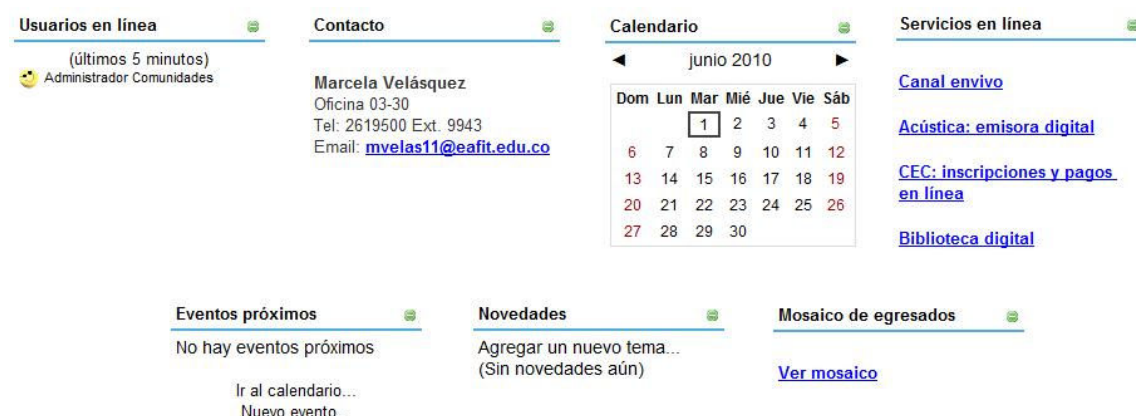 Usuarios en línea
(últimos 5 minutos)
Administrador Comunidades
Contacto
Marcela Velásquez
Oficina 03-30
Tel: 2619500 Ext. 9943
Email: mvelas11@eafit.edu.co
Calendario
◄ junio 2010 ►
Dom Lun Mar Mié Jue Vie Sáb
1 2 3 4 5
6 7 8 9 10 11 12
13 14 15 16 17 18 19
20 21 22 23 24 25 26
27 28 29 30
Servicios en línea
Canal envivo
Acústica: emisora digital
CEC: inscripciones y pagos
en línea
Biblioteca digital
Eventos próximos
No hay eventos próximos
Ir al calendario...
Nuevo evento...
Novedades
Agregar un nuevo tema...
(Sin novedades aún)
Mosaico de egresados
Ver mosaico